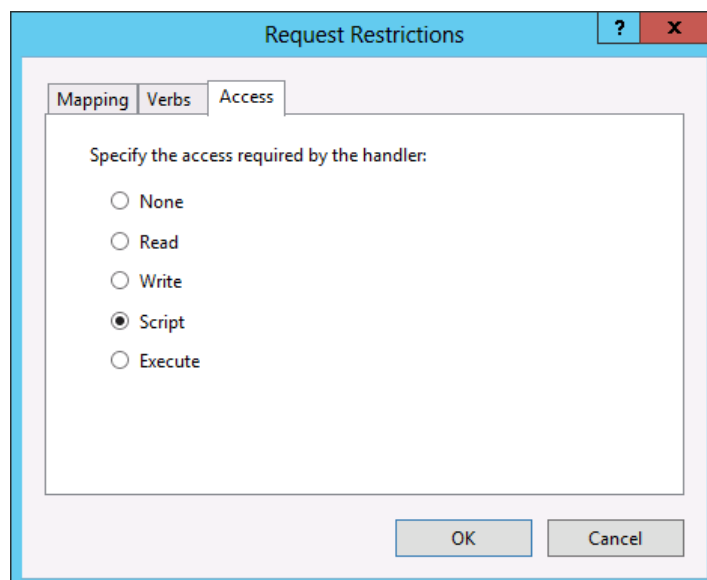 Request Restrictions
? x
Mapping Verbs Access
Specify the access required by the handler:
None
Read
Write
Script
Execute
OK Cancel